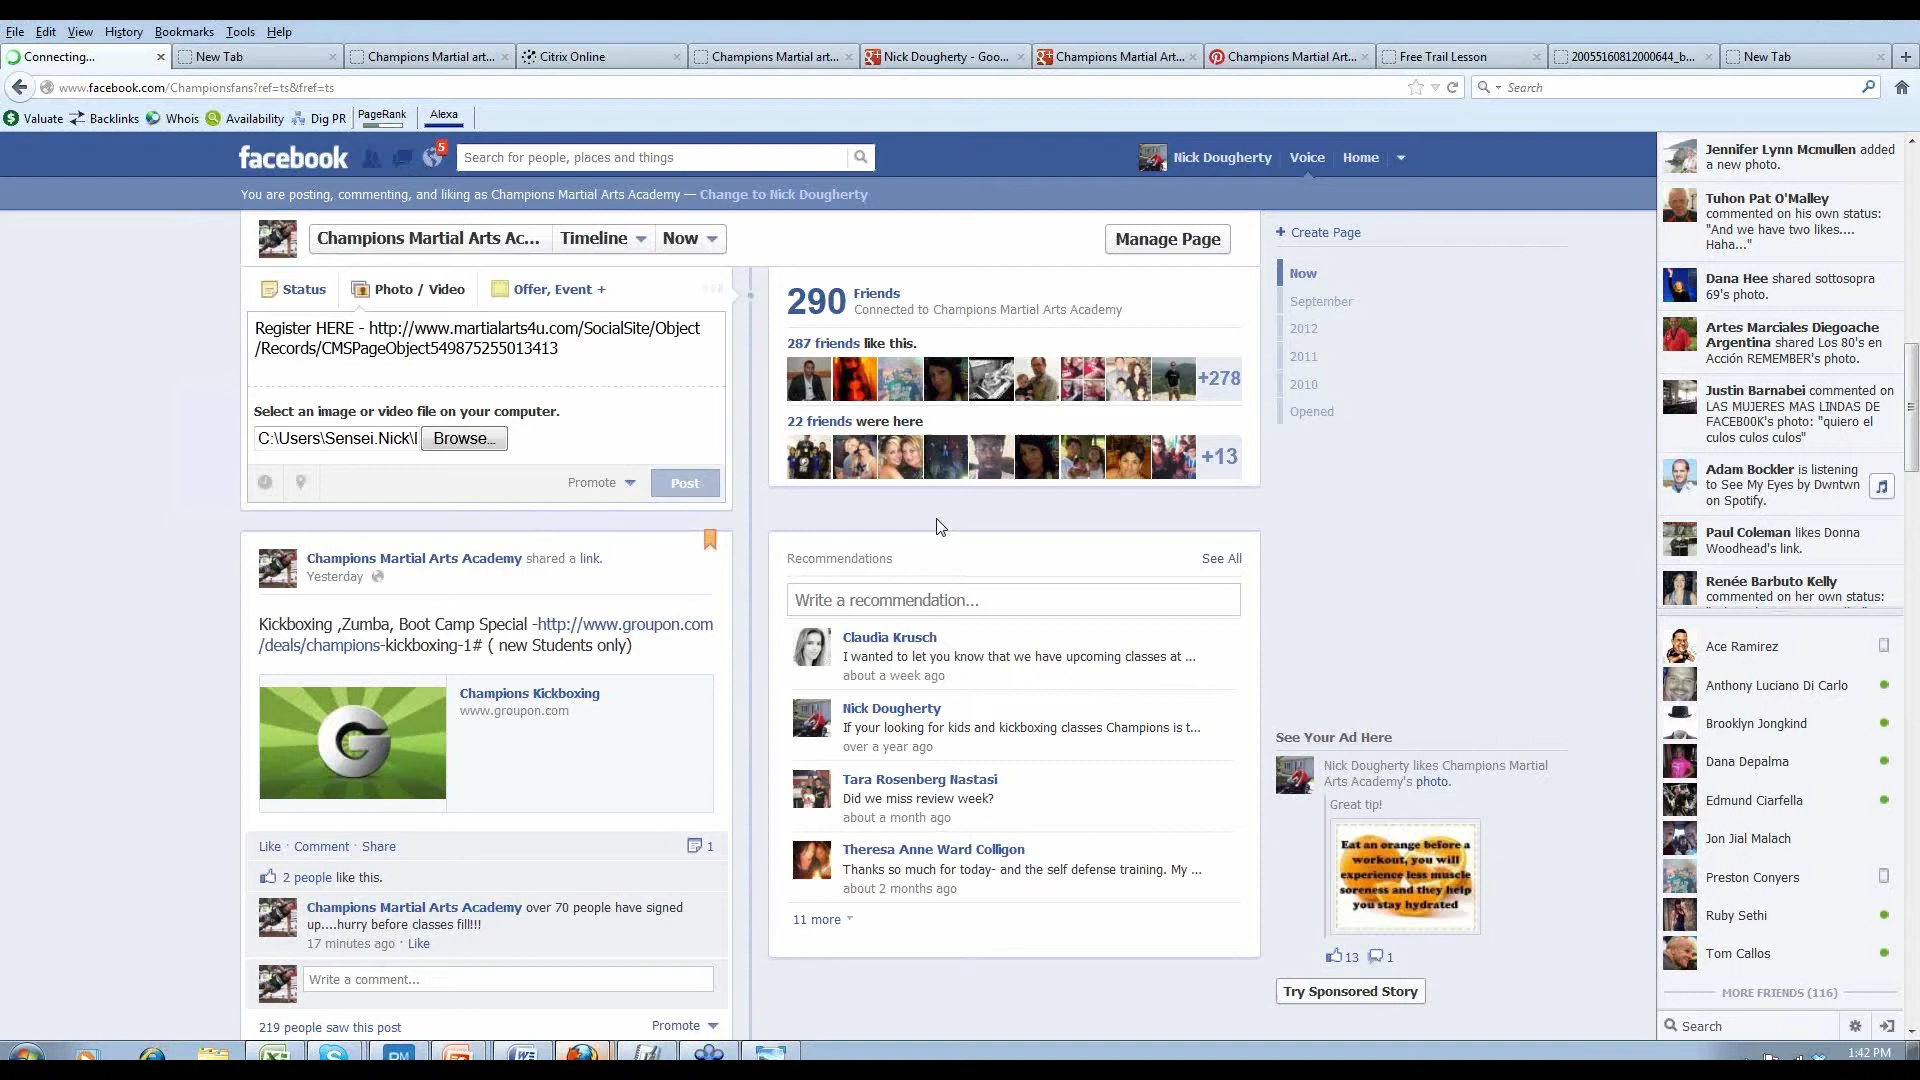 File Edit View History Bookmarks Tools Help
Connecting...
New Tab
Champions Martial art...
Citrix Online
Champions Martial art...
Nick Dougherty - Goo...
Champions Martial Art...
Champions Martial Art...
Free Trail Lesson
20055160812000644_b...
New Tab
www.facebook.com/Championsfans?ref=ts&fref=ts
Search
Valuate Backlinks Whois Availability Dig PR PageRank Alexa
facebook
5
Search for people, places and things
Nick Dougherty Voice Home
You are posting, commenting, and liking as Champions Martial Arts Academy — Change to Nick Dougherty
Champions Martial Arts Ac... Timeline Now
Manage Page
Status Photo / Video Offer, Event +
Register HERE - http://www.martialarts4u.com/SocialSite/Object
/Records/CMSPageObject549875255013413
Select an image or video file on your computer.
C:\Users\Sensei.Nick\I Browse...
Promote Post
Champions Martial Arts Academy shared a link.
Yesterday
Kickboxing ,Zumba, Boot Camp Special -http://www.groupon.com
/deals/champions-kickboxing-1# ( new Students only)
G
Champions Kickboxing
www.groupon.com
Like · Comment · Share
1
2 people like this.
Champions Martial Arts Academy over 70 people have signed
up....hurry before classes fill!!!
17 minutes ago · Like
Write a comment...
219 people saw this post
Promote
290 Friends
Connected to Champions Martial Arts Academy
287 friends like this.
+278
22 friends were here
+13
Recommendations See All
Write a recommendation...
Claudia Krusch
I wanted to let you know that we have upcoming classes at ...
about a week ago
Nick Dougherty
If your looking for kids and kickboxing classes Champions is t...
over a year ago
Tara Rosenberg Nastasi
Did we miss review week?
about a month ago
Theresa Anne Ward Colligon
Thanks so much for today- and the self defense training. My ...
about 2 months ago
11 more
+ Create Page
Now
September
2012
2011
2010
Opened
See Your Ad Here
Nick Dougherty likes Champions Martial
Arts Academy's photo.
Great tip!
Eat an orange before a
workout, you will
experience less muscle
soreness and they help
you stay hydrated
13 1
Try Sponsored Story
Jennifer Lynn Mcmullen added
a new photo.
Tuhon Pat O'Malley
commented on his own status:
"And we have two likes....
Haha..."
Dana Hee shared sottosopra
69's photo.
Artes Marciales Diegoache
Argentina shared Los 80's en
Acción REMEMBER's photo.
Justin Barnabei commented on
LAS MUJERES MAS LINDAS DE
FACEB00K's photo: "quiero el
culos culos culos"
Adam Bockler is listening
to See My Eyes by Dwntwn
on Spotify.
Paul Coleman likes Donna
Woodhead's link.
Renée Barbuto Kelly
commented on her own status:
Ace Ramirez
Anthony Luciano Di Carlo
Brooklyn Jongkind
Dana Depalma
Edmund Ciarfella
Jon Jial Malach
Preston Conyers
Ruby Sethi
Tom Callos
MORE FRIENDS (116)
Search
PM
1:42 PM